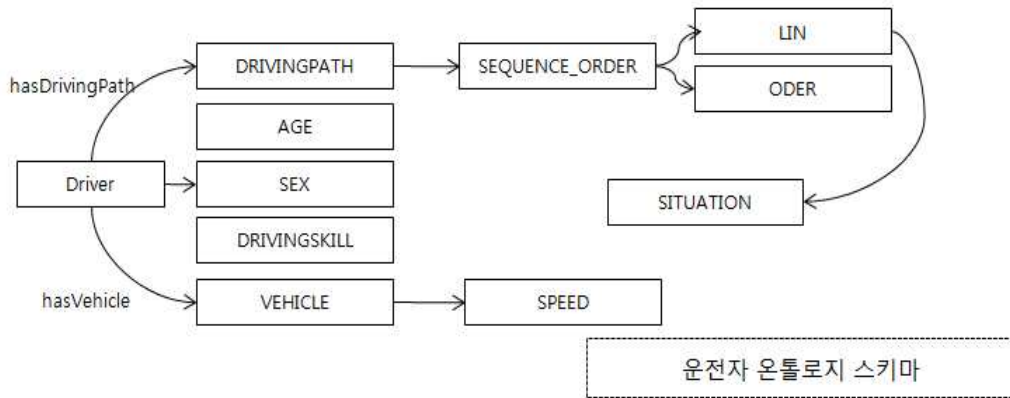 LIN
DRIVINGPATH
SEQUENCE_ORDER
hasDrivingPath
ODER
AGE
Driver
SEX
SITUATION
DRIVINGSKILL
hasVehicle
VEHICLE
SPEED
운전자 온톨로지 스키마